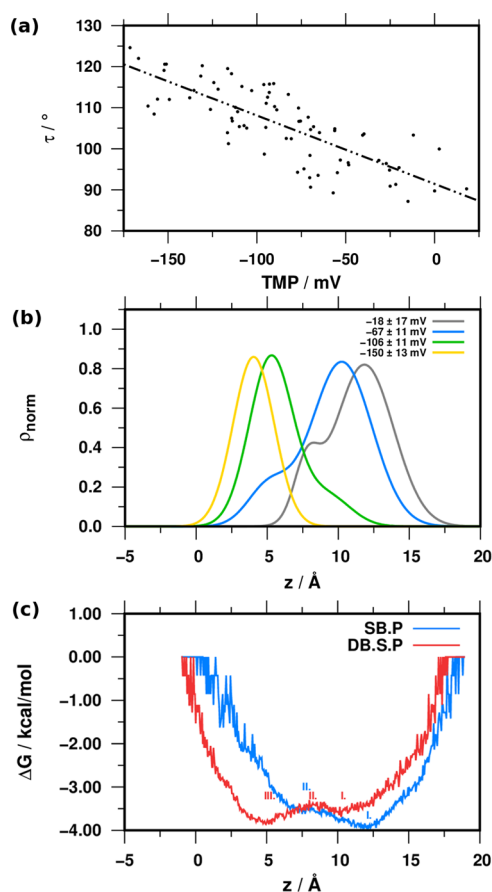 (a)
130
120
110
100
90
80
τ / °
−150 −100 −50 0
TMP / mV
(b)
1.0
0.8
0.6
0.4
0.2
0.0
ρnorm
−18 ± 17 mV
−67 ± 11 mV
−106 ± 11 mV
−150 ± 13 mV
−5 0 5 10 15 20
z / Å
(c)
1.00
0.00
−1.00
−2.00
−3.00
−4.00
ΔG / kcal/mol
SB.P
DB.S.P
II.
III. II. I.
I.
−5 0 5 10 15 20
z / Å